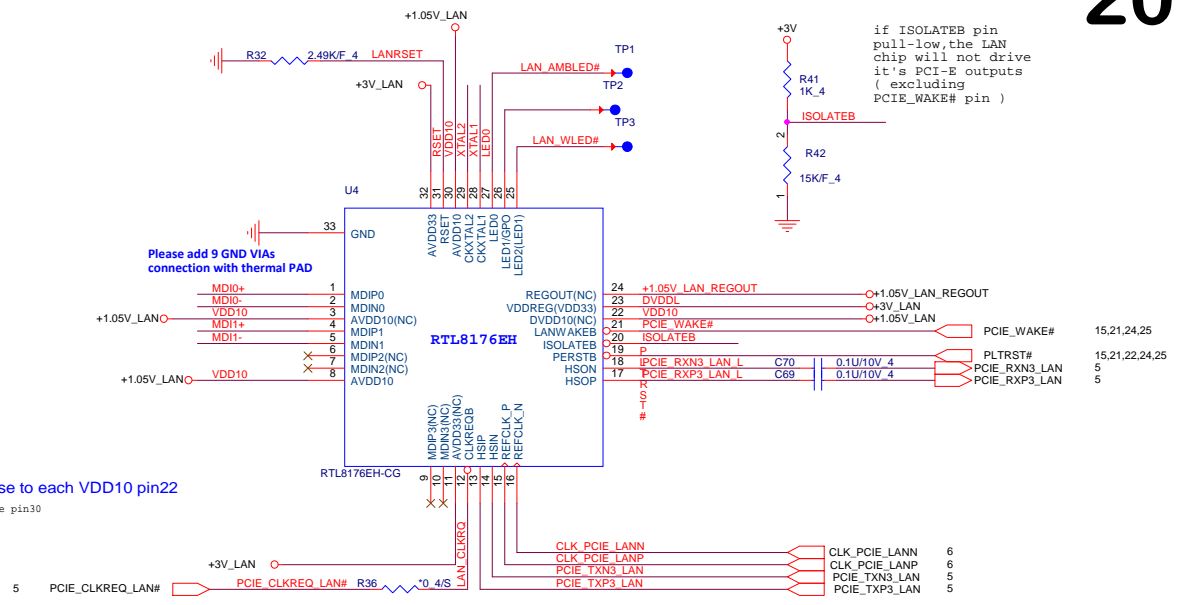 20
+1.05V_LAN
R32 2.49K/F_4 LANRSET
+3V_LAN
RSET
VDD10
XTAL2
XTAL1
LED0
LAN_AMBLED#
TP1
TP2
TP3
LAN_WLED#
+3V
R41
1K_4
ISOLATEB
2
R42
15K/F_4
1
if ISOLATEB pin
pull-low,the LAN
chip will not drive
it's PCI-E outputs
( excluding
PCIE_WAKE# pin )
U4
32 31 30 29 28 27 26 25
AVDD33
RSET
AVDD10
CKXTAL2
CKXTAL1
LED0
LED1/GPO
LED2(LED1)
33 GND
Please add 9 GND VIAs
connection with thermal PAD
MDI0+ 1 MDIP0
MDI0- 2 MDIN0
+1.05V_LAN VDD10 3 AVDD10(NC)
MDI1+ 4 MDIP1
MDI1- 5 MDIN1
6 MDIP2(NC)
7 MDIN2(NC)
+1.05V_LAN VDD10 8 AVDD10
RTL8176EH
REGOUT(NC) 24 +1.05V_LAN_REGOUT +1.05V_LAN_REGOUT
VDDREG(VDD33) 23 DVDDL +3V_LAN
DVDD10(NC) 22 VDD10 +1.05V_LAN
LANWAKEB 21 PCIE_WAKE# PCIE_WAKE# 15,21,24,25
ISOLATEB 20 ISOLATEB
PERSTB 19 PLTRST# PLTRST# 15,21,22,24,25
HSON 18 PCIE_RXN3_LAN_L C70 0.1U/10V_4 PCIE_RXN3_LAN 5
HSOP 17 PCIE_RXP3_LAN_L C69 0.1U/10V_4 PCIE_RXP3_LAN 5
MDIP3(NC)
MDIN3(NC)
AVDD33(NC)
CLKREQB
HSIP
HSIN
REFCLK_P
REFCLK_N
RTL8176EH-CG
9 10 11 12 13 14 15 16
se to each VDD10 pin22
e pin30
LAN_CLKRQ
CLK_PCIE_LANN CLK_PCIE_LANN 6
CLK_PCIE_LANP CLK_PCIE_LANP 6
+3V_LAN
PCIE_TXN3_LAN PCIE_TXN3_LAN 5
PCIE_TXP3_LAN PCIE_TXP3_LAN 5
5 PCIE_CLKREQ_LAN# PCIE_CLKREQ_LAN# R36 *0_4/S